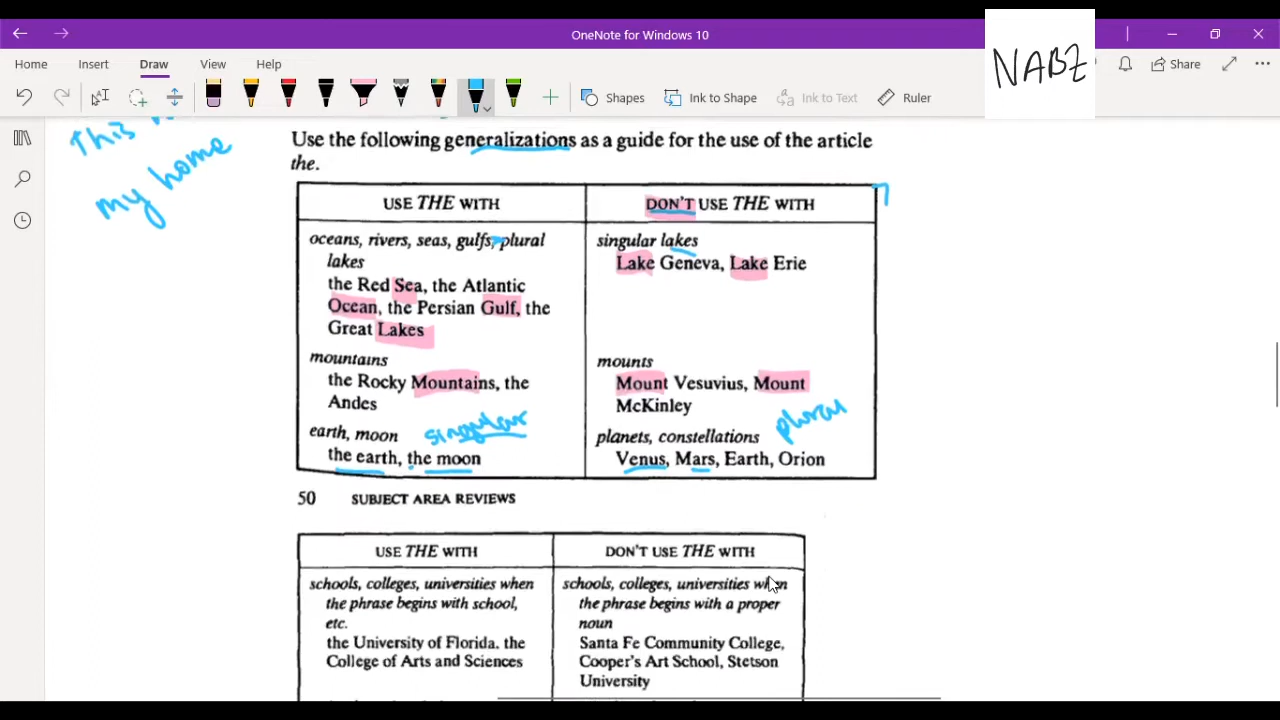 OneNote for Windows 10
NABZ
Home Insert Draw View Help
Share
Shapes Ink to Shape Ink to Text Ruler
This
my home
Use the following generalizations as a guide for the use of the article
the.
USE THE WITH DON'T USE THE WITH
oceans, rivers, seas, gulfs, plural
lakes
the Red Sea, the Atlantic
Ocean, the Persian Gulf, the
Great Lakes
singular lakes
Lake Geneva, Lake Erie
mountains
the Rocky Mountains, the
Andes
mounts
Mount Vesuvius, Mount
McKinley
earth, moon singular
the earth, the moon
planets, constellations plural
Venus, Mars, Earth, Orion
50 SUBJECT AREA REVIEWS
USE THE WITH DON'T USE THE WITH
schools, colleges, universities when
the phrase begins with school,
etc.
the University of Florida. the
College of Arts and Sciences
schools, colleges, universities when
the phrase begins with a proper
noun
Santa Fe Community College,
Cooper's Art School, Stetson
University